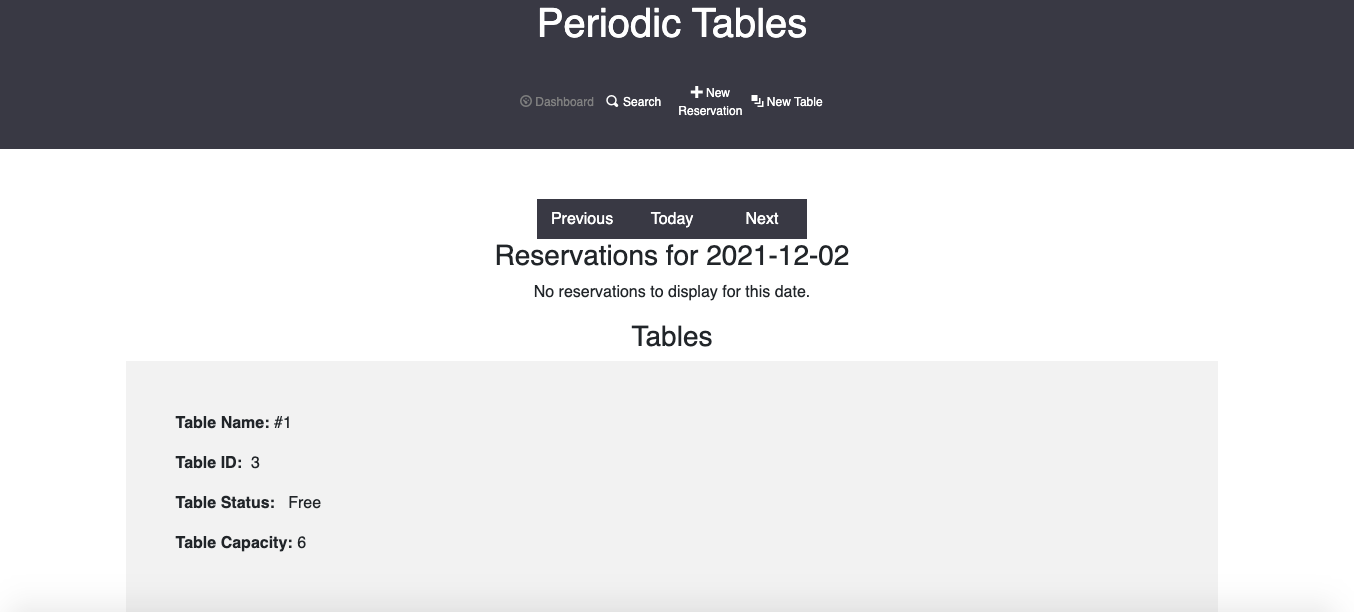 Periodic Tables
Dashboard Search New Reservation New Table
Previous Today Next
Reservations for 2021-12-02
No reservations to display for this date.
Tables
Table Name: #1
Table ID: 3
Table Status: Free
Table Capacity: 6